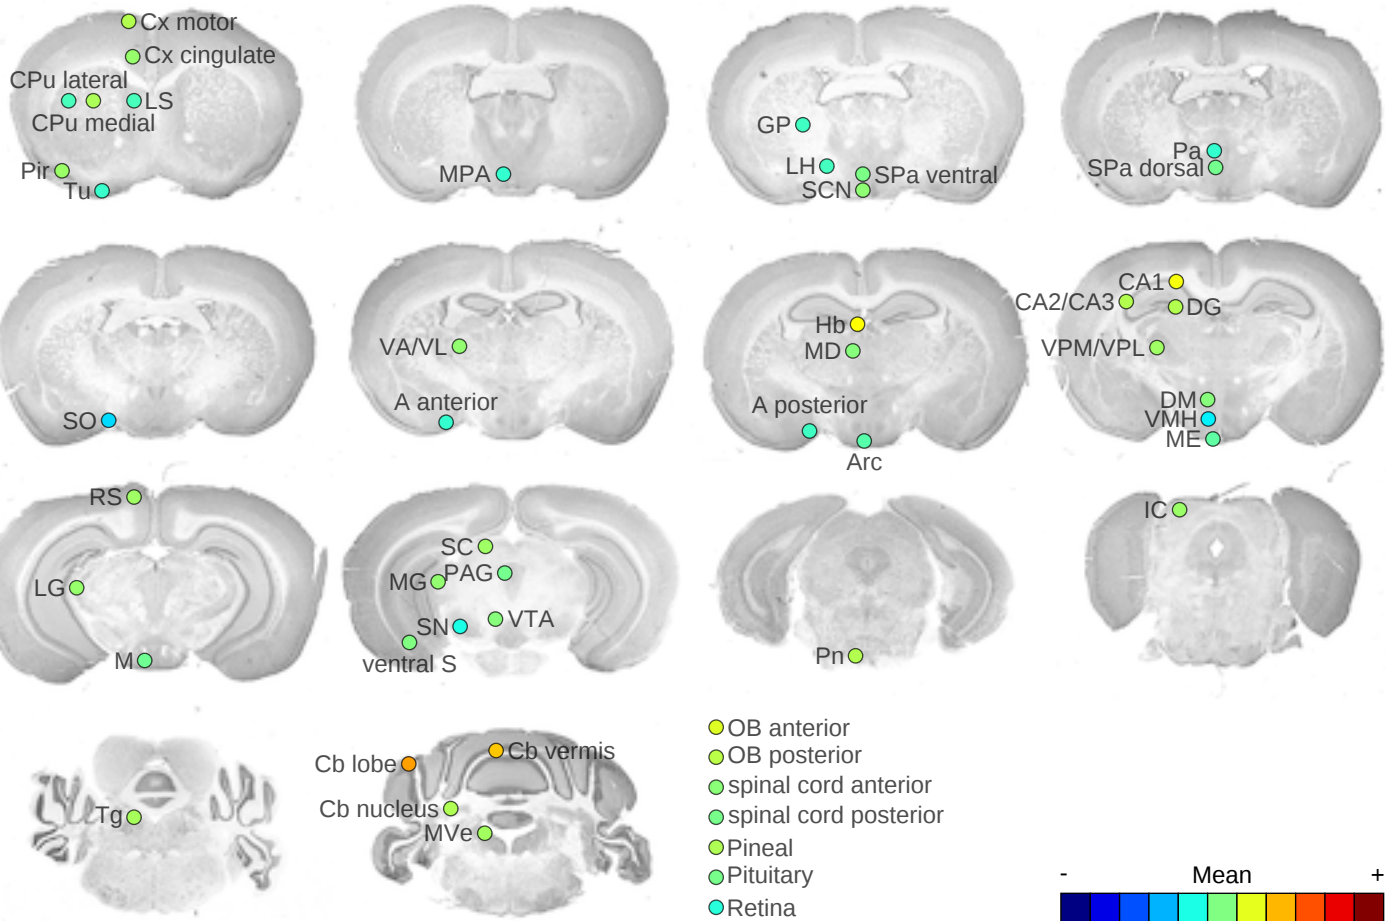 Cx motor
Cx cingulate
CPu lateral
LS
CPu medial
Pir
Tu
MPA
GP
LH
SPa ventral
SCN
Pa
SPa dorsal
SO
VA/VL
A anterior
Hb
MD
A posterior
Arc
CA1
CA2/CA3
DG
VPM/VPL
DM
VMH
ME
RS
LG
M
SC
MG
PAG
SN
VTA
ventral S
Pn
IC
Tg
Cb lobe
Cb vermis
Cb nucleus
MVe
OB anterior
OB posterior
spinal cord anterior
spinal cord posterior
Pineal
Pituitary
Retina
- Mean +